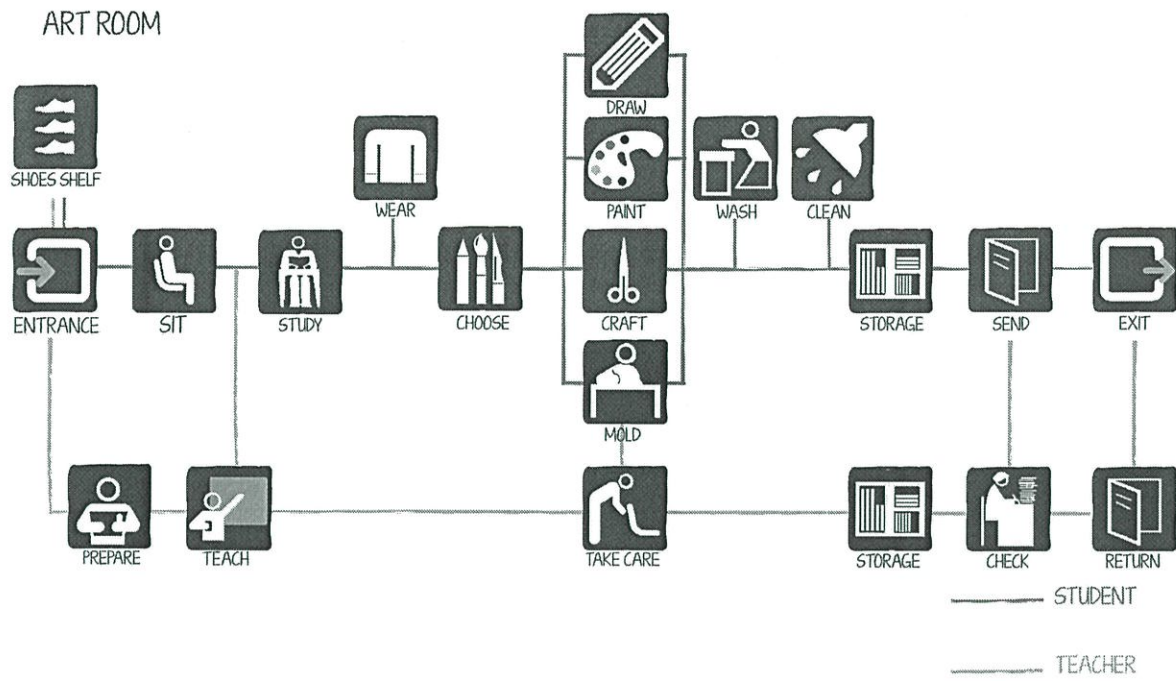 ART ROOM
DRAW
SHOES SHELF
WEAR
PAINT
WASH
CLEAN
ENTRANCE
SIT
STUDY
CHOOSE
CRAFT
STORAGE
SEND
EXIT
MOLD
PREPARE
TEACH
TAKE CARE
STORAGE
CHECK
RETURN
STUDENT
TEACHER